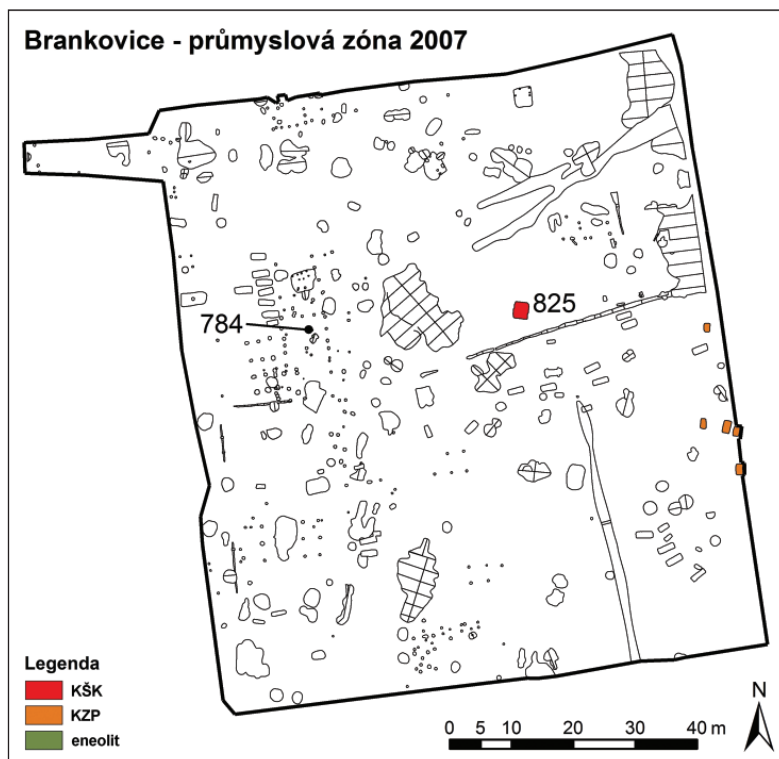 Brankovice - průmyslová zóna 2007
825
784
Legenda
KŠK
KZP
eneolit
0 5 10 20 30 40 m
N